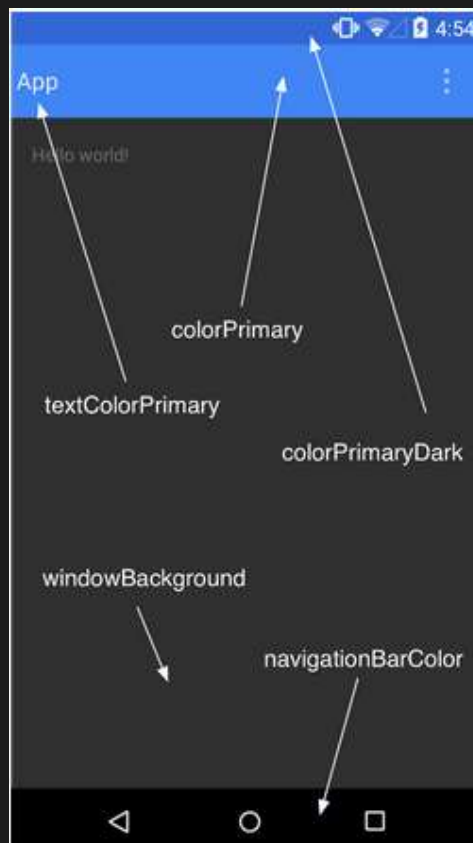 4:54
App
Hello world!
colorPrimary
textColorPrimary
colorPrimaryDark
windowBackground
navigationBarColor